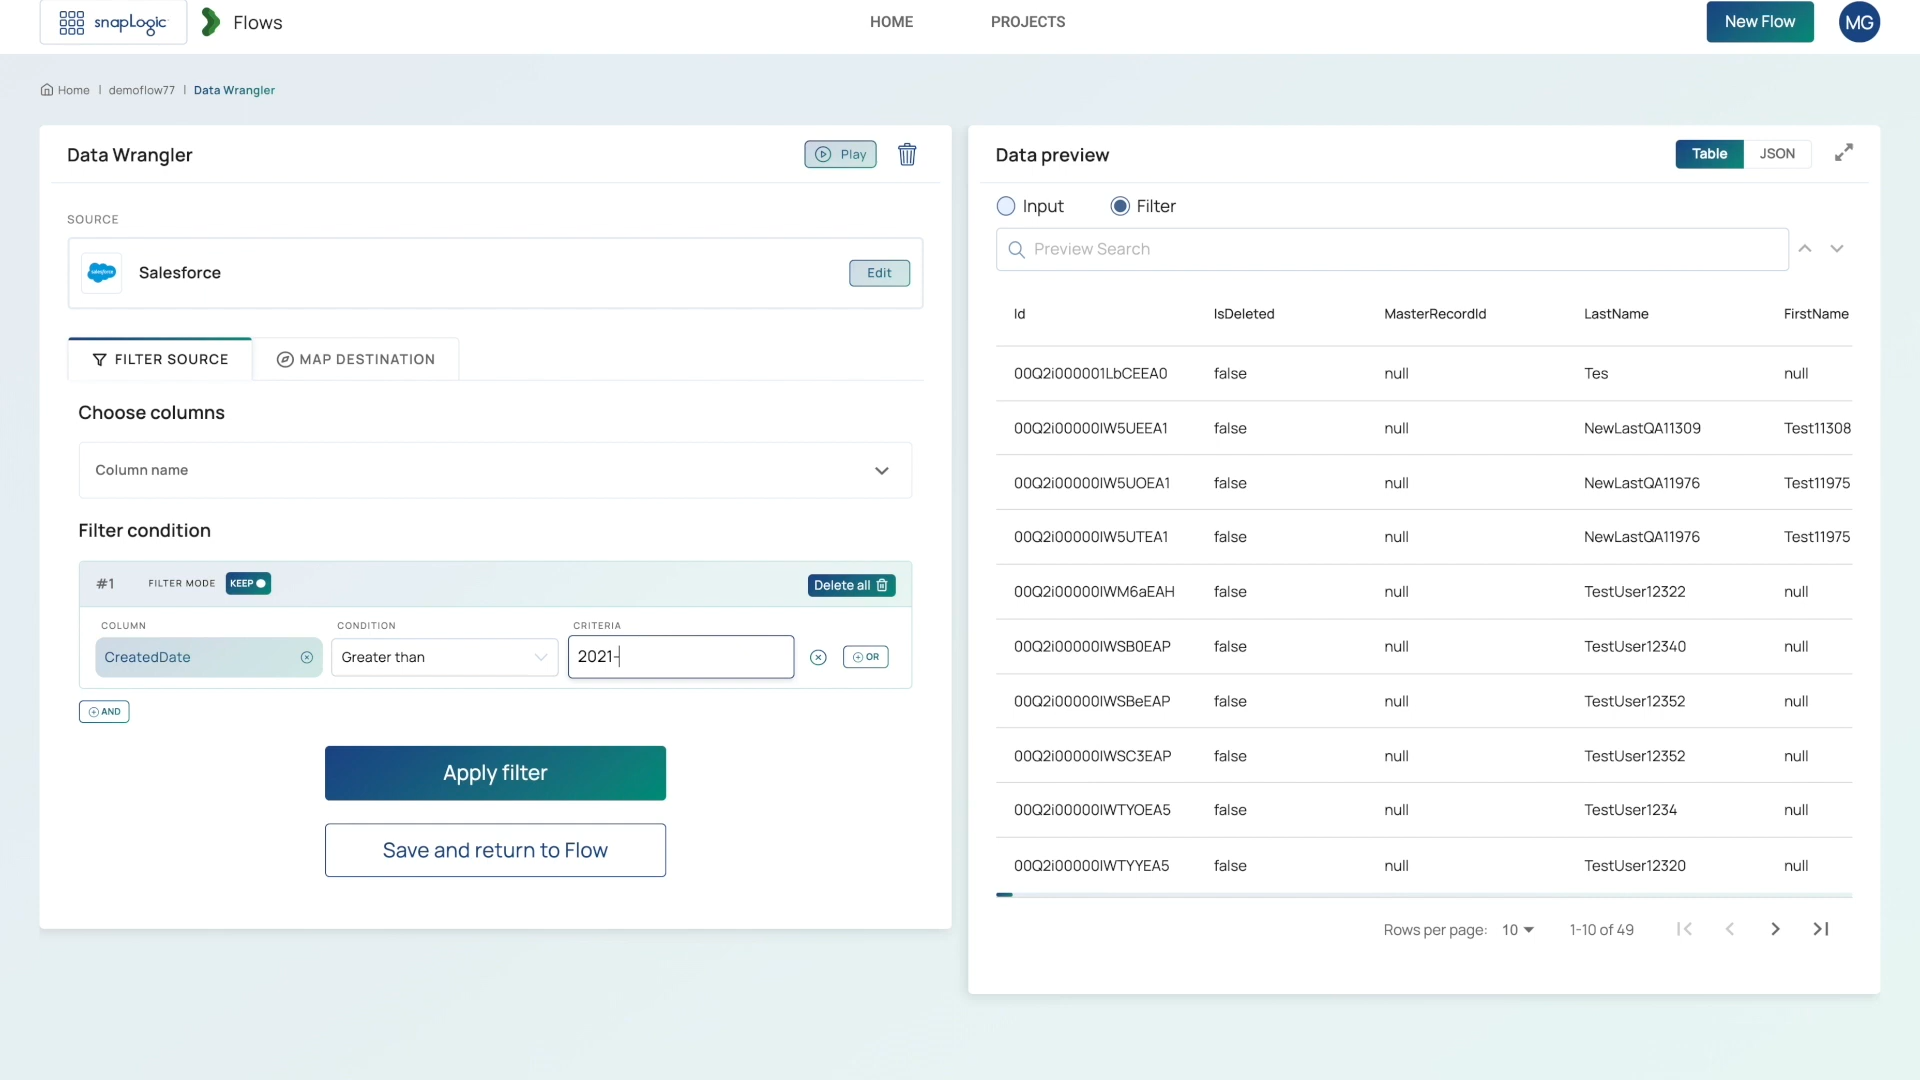 snapLogic Flows HOME PROJECTS New Flow MG
Home | demoflow77 | Data Wrangler
Data Wrangler Play
SOURCE
salesforce Salesforce Edit
FILTER SOURCE MAP DESTINATION
Choose columns
Column name
Filter condition
#1 FILTER MODE KEEP Delete all
COLUMN CONDITION CRITERIA
CreatedDate Greater than 2021- OR
AND
Apply filter
Save and return to Flow
Data preview Table JSON
Input Filter
Preview Search
Id IsDeleted MasterRecordId LastName FirstName
00Q2i000001LbCEEA0 false null Tes null
00Q2i00000IW5UEEA1 false null NewLastQA11309 Test11308
00Q2i00000IW5UOEA1 false null NewLastQA11976 Test11975
00Q2i00000IW5UTEA1 false null NewLastQA11976 Test11975
00Q2i00000IWM6aEAH false null TestUser12322 null
00Q2i00000IWSB0EAP false null TestUser12340 null
00Q2i00000IWSBeEAP false null TestUser12352 null
00Q2i00000IWSC3EAP false null TestUser12352 null
00Q2i00000IWTYOEA5 false null TestUser1234 null
00Q2i00000IWTYYEA5 false null TestUser12320 null
Rows per page: 10 1-10 of 49